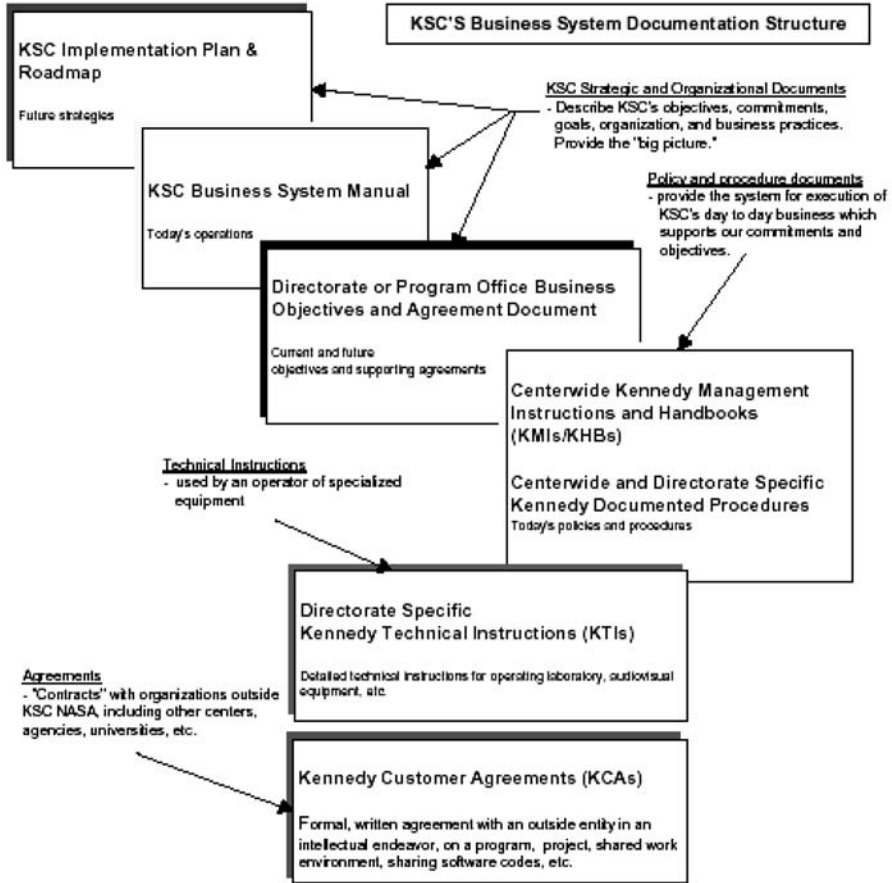 KSC'S Business System Documentation Structure
KSC Implementation Plan &
Roadmap
Future strategies
KSC Strategic and Organizational Documents
- Describe KSC's objectives, commitments,
goals, organization, and business practices.
Provide the "big picture."
KSC Business System Manual
Today's operations
Policy and procedure documents
- provide the system for execution of
KSC's day to day business which
supports our commitments and
objectives.
Directorate or Program Office Business
Objectives and Agreement Document
Current and future
objectives and supporting agreements
Centerwide Kennedy Management
Instructions and Handbooks
(KMIs/KHBs)
Centerwide and Directorate Specific
Kennedy Documented Procedures
Today's policies and procedures
Technical Instructions
- used by an operator of specialized
equipment
Directorate Specific
Kennedy Technical Instructions (KTIs)
Detailed technical instructions for operating laboratory, audiovisual
equipment, etc.
Agreements
- "Contracts" with organizations outside
KSC NASA, including other centers,
agencies, universities, etc.
Kennedy Customer Agreements (KCAs)
Formal, written agreement with an outside entity in an
intellectual endeavor, on a program, project, shared work
environment, sharing software codes, etc.